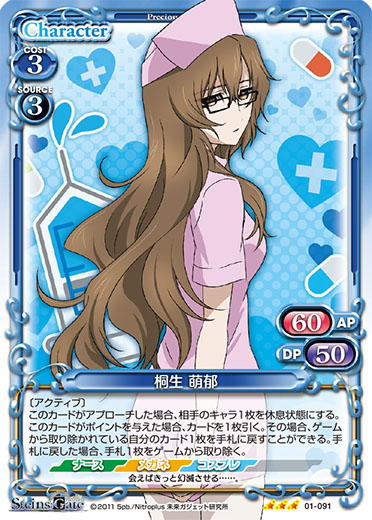 Precious
Character
COST
3
SOURCE
3
60 AP
DP 50
桐生 萌郁
［アクティブ］
このカードがアプローチした場合、相手のキャラ1枚を休息状態にする。
このカードがポイントを与えた場合、カードを1枚引く。その場合、ゲーム
から取り除かれている自分のカード1枚を手札に戻すことができる。手
札に戻した場合、手札1枚をゲームから取り除く。
ナース メガネ コスプレ
会えばきっと幻滅させる……。
Steins;Gate
©2011 5pb./Nitroplus 未来ガジェット研究所
01-091